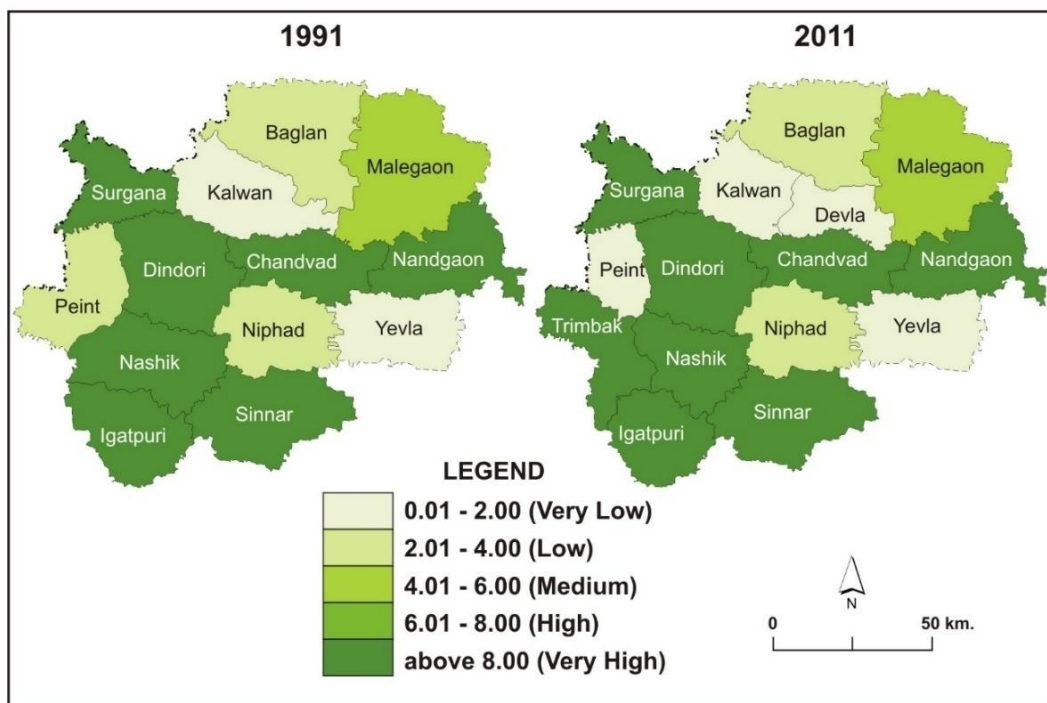 1991
2011
Baglan
Malegaon
Surgana
Kalwan
Dindori
Chandvad
Nandgaon
Peint
Niphad
Yevla
Nashik
Sinnar
Igatpuri
Baglan
Malegaon
Surgana
Kalwan
Devla
Peint
Dindori
Chandvad
Nandgaon
Trimbak
Niphad
Yevla
Nashik
Sinnar
Igatpuri
LEGEND
0.01 - 2.00 (Very Low)
2.01 - 4.00 (Low)
4.01 - 6.00 (Medium)
6.01 - 8.00 (High)
above 8.00 (Very High)
N
0 50 km.